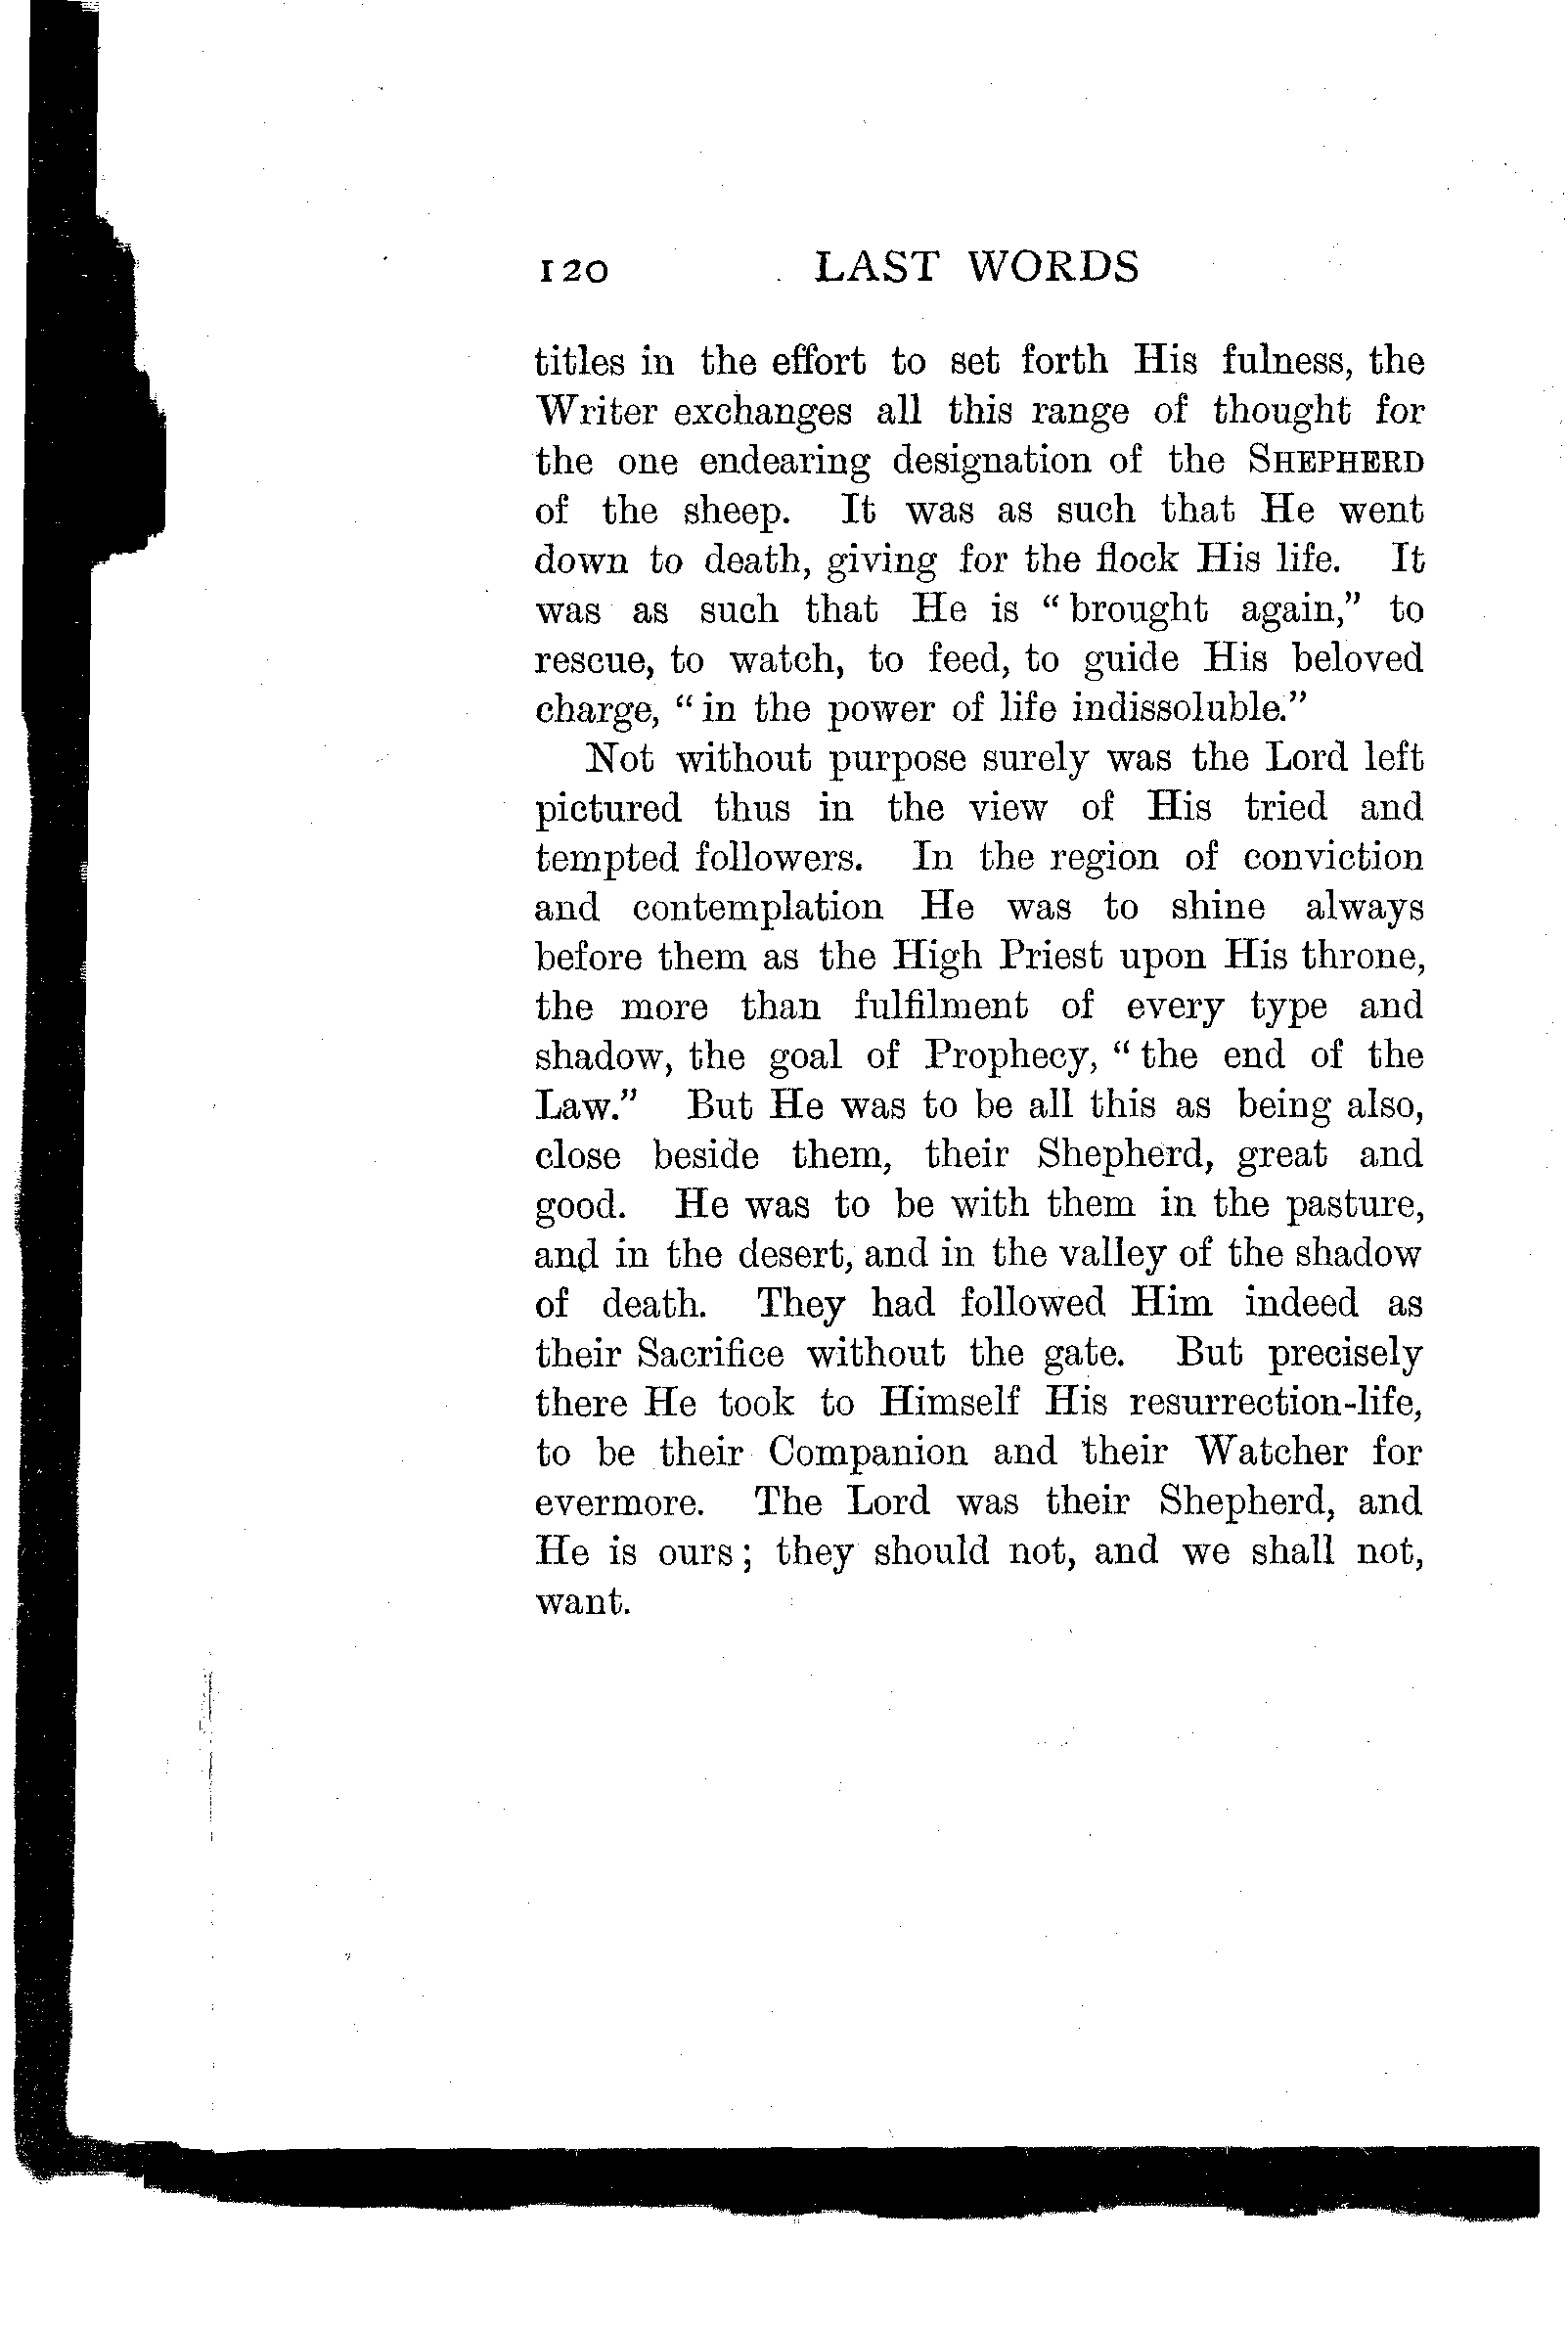 120 LAST WORDS
titles in the effort to set forth His fulness, the
Writer exchanges all this range of thought for
the one endearing designation of the SHEPHERD
of the sheep. It was as such that He went
down to death, giving for the flock His life. It
was as such that He is “brought again,” to
rescue, to watch, to feed, to guide His beloved
charge, “in the power of life indissoluble.”
Not without purpose surely was the Lord left
pictured thus in the view of His tried and
tempted followers. In the region of conviction
and contemplation He was to shine always
before them as the High Priest upon His throne,
the more than fulfilment of every type and
shadow, the goal of Prophecy, “the end of the
Law.” But He was to be all this as being also,
close beside them, their Shepherd, great and
good. He was to be with them in the pasture,
and in the desert, and in the valley of the shadow
of death. They had followed Him indeed as
their Sacrifice without the gate. But precisely
there He took to Himself His resurrection-life,
to be their Companion and their Watcher for
evermore. The Lord was their Shepherd, and
He is ours; they should not, and we shall not,
want.